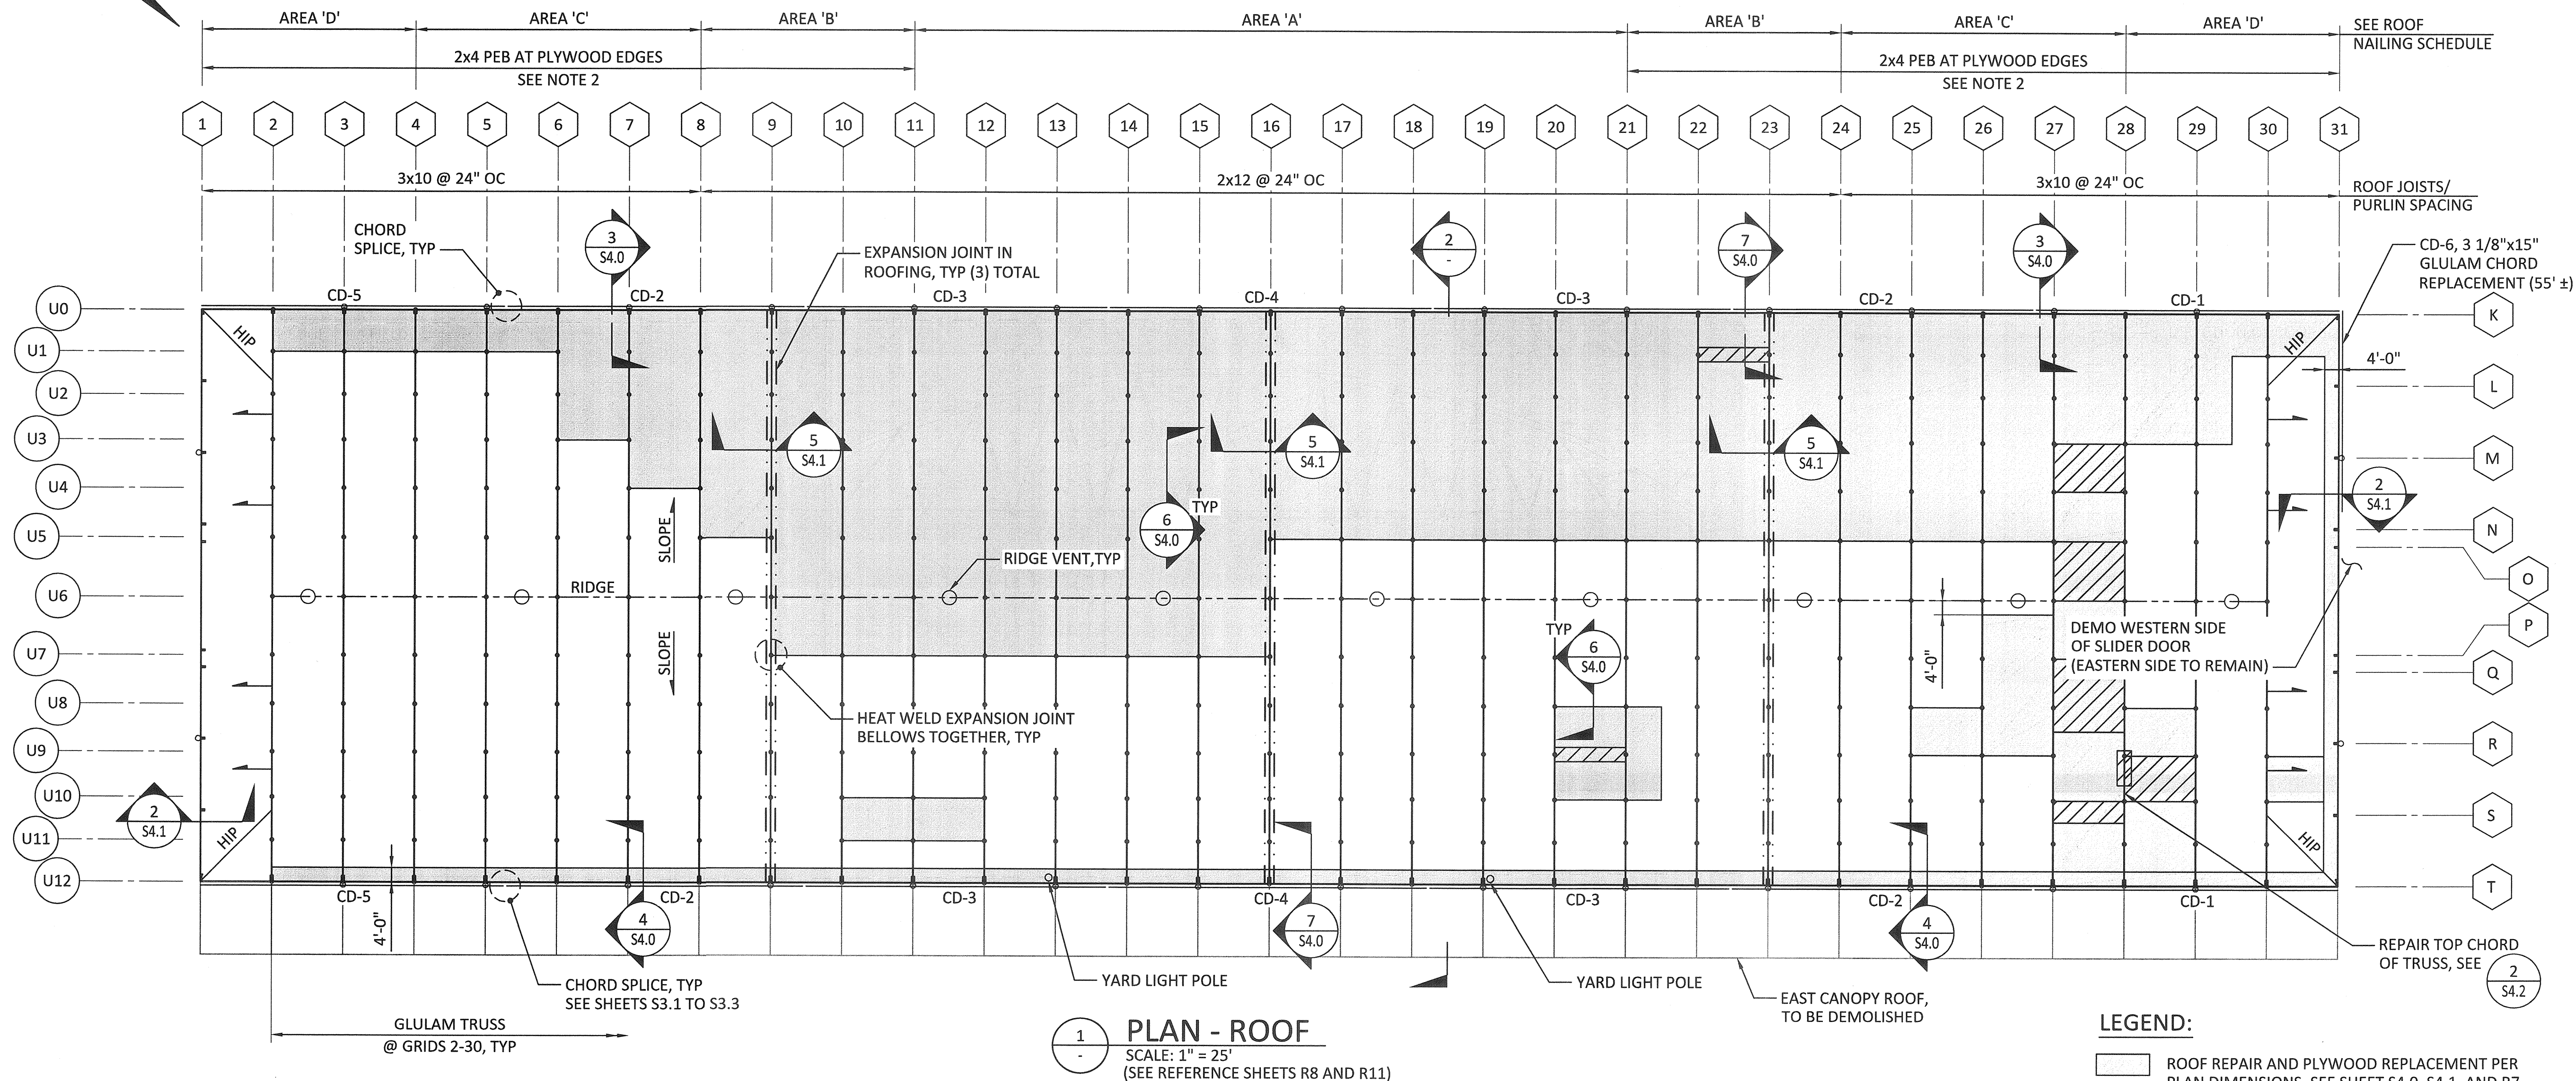 AREA 'D'
AREA 'C'
AREA 'B'
AREA 'A'
AREA 'B'
AREA 'C'
AREA 'D'
SEE ROOF
NAILING SCHEDULE
2x4 PEB AT PLYWOOD EDGES
SEE NOTE 2
2x4 PEB AT PLYWOOD EDGES
SEE NOTE 2
1 2 3 4 5 6 7 8 9 10 11 12 13 14 15 16 17 18 19 20 21 22 23 24 25 26 27 28 29 30 31
3x10 @ 24" OC
2x12 @ 24" OC
3x10 @ 24" OC
ROOF JOISTS/
PURLIN SPACING
CHORD
SPLICE, TYP
3
S4.0
EXPANSION JOINT IN
ROOFING, TYP (3) TOTAL
2
-
7
S4.0
3
S4.0
CD-6, 3 1/8"x15"
GLULAM CHORD
REPLACEMENT (55' ±)
CD-5
CD-2
CD-3
CD-4
CD-3
CD-2
CD-1
U0
U1
U2
U3
U4
U5
U6
U7
U8
U9
U10
U11
U12
K
L
M
N
O
P
Q
R
S
T
HIP
HIP
4'-0"
5
S4.1
5
S4.1
5
S4.1
2
S4.1
6
S4.0
TYP
SLOPE
RIDGE VENT,TYP
RIDGE
SLOPE
TYP
6
S4.0
4'-0"
DEMO WESTERN SIDE
OF SLIDER DOOR
(EASTERN SIDE TO REMAIN)
HEAT WELD EXPANSION JOINT
BELLOWS TOGETHER, TYP
2
S4.1
HIP
HIP
CD-5
CD-2
CD-3
CD-4
CD-3
CD-2
CD-1
4'-0"
4
S4.0
7
S4.0
4
S4.0
CHORD SPLICE, TYP
SEE SHEETS S3.1 TO S3.3
YARD LIGHT POLE
YARD LIGHT POLE
EAST CANOPY ROOF,
TO BE DEMOLISHED
REPAIR TOP CHORD
OF TRUSS, SEE
2
S4.2
GLULAM TRUSS
@ GRIDS 2-30, TYP
1
-
PLAN - ROOF
SCALE: 1" = 25'
(SEE REFERENCE SHEETS R8 AND R11)
LEGEND:
ROOF REPAIR AND PLYWOOD REPLACEMENT PER
PLAN DIMENSIONS, SEE SHEET S4.0, S4.1, AND R7